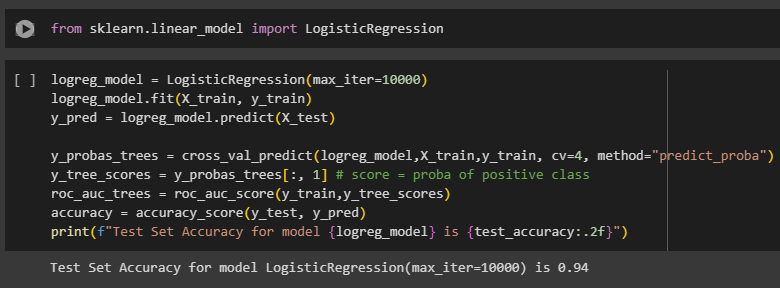 from sklearn.linear_model import LogisticRegression
[ ] logreg_model = LogisticRegression(max_iter=10000)
logreg_model.fit(X_train, y_train)
y_pred = logreg_model.predict(X_test)
y_probas_trees = cross_val_predict(logreg_model,X_train,y_train, cv=4, method="predict_proba")
y_tree_scores = y_probas_trees[:, 1] # score = proba of positive class
roc_auc_trees = roc_auc_score(y_train,y_tree_scores)
accuracy = accuracy_score(y_test, y_pred)
print(f"Test Set Accuracy for model {logreg_model} is {test_accuracy:.2f}")
Test Set Accuracy for model LogisticRegression(max_iter=10000) is 0.94